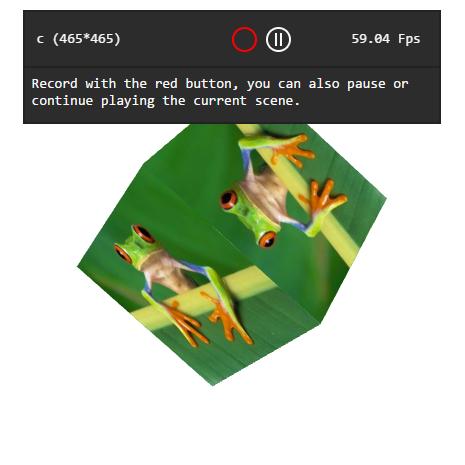 c (465*465)
59.04 Fps
Record with the red button, you can also pause or
continue playing the current scene.